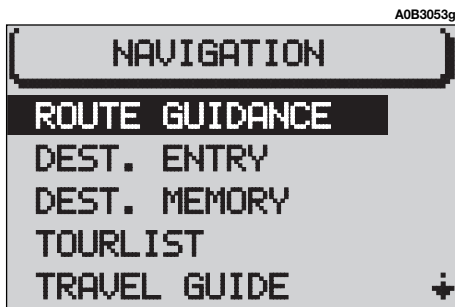 A0B3053g
NAVIGATION
ROUTE GUIDANCE
DEST. ENTRY
DEST. MEMORY
TOURLIST
TRAVEL GUIDE